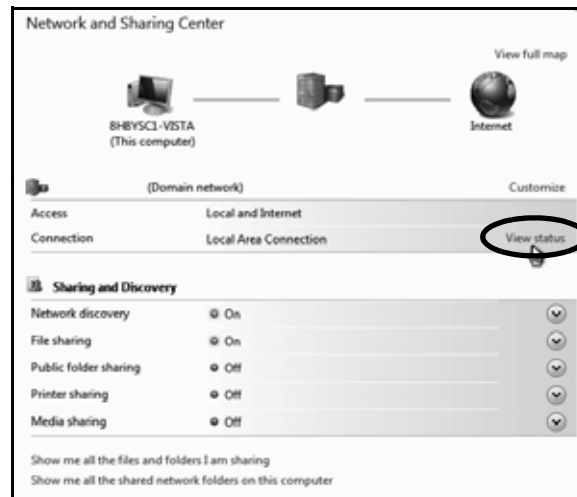 Network and Sharing Center
View full map
8HBYSC1-VISTA
(This computer)
Internet
(Domain network) Customize
Access Local and Internet
Connection Local Area Connection View status
Sharing and Discovery
Network discovery On
File sharing On
Public folder sharing Off
Printer sharing Off
Media sharing Off
Show me all the files and folders I am sharing
Show me all the shared network folders on this computer